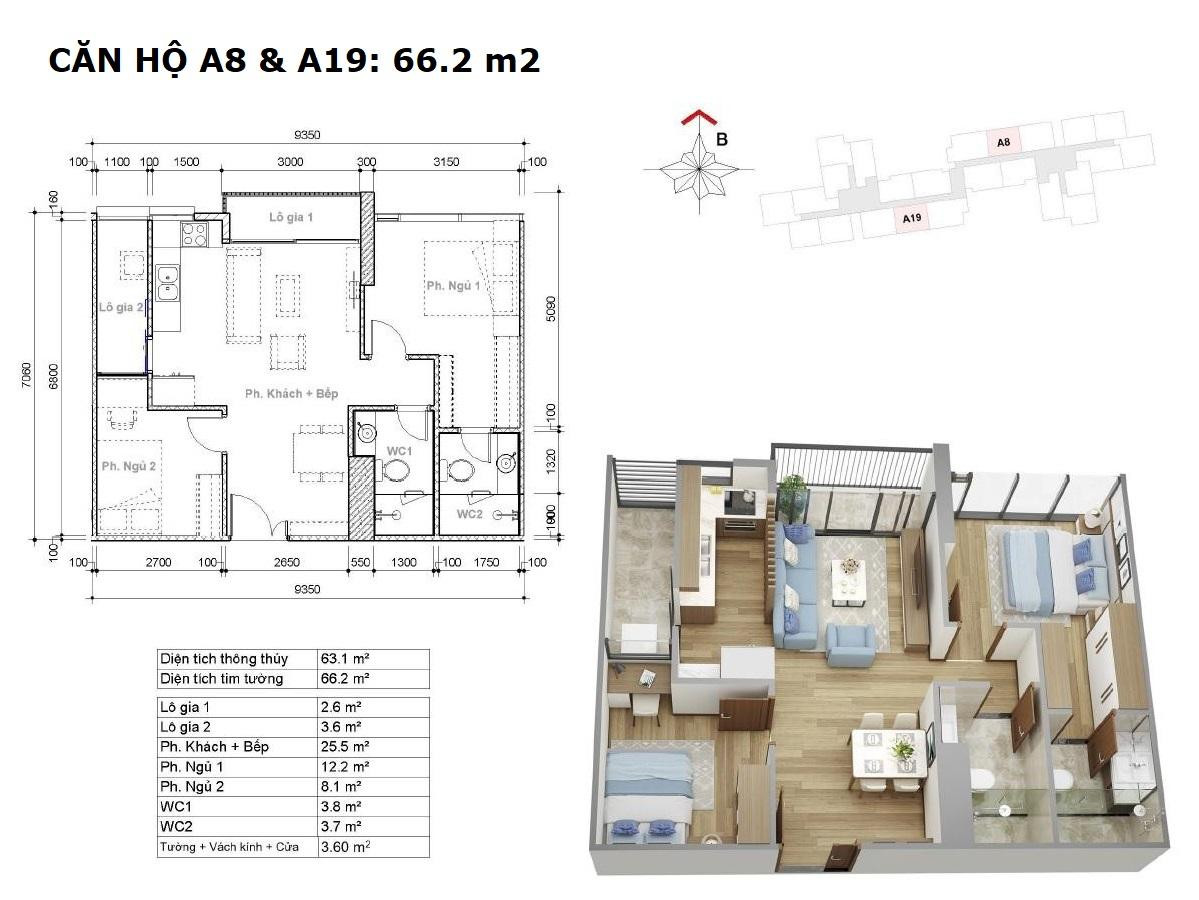 CĂN HỘ A8 & A19: 66.2 m2
B
A8
A19
9350
100 1100 100 1500 3000 300 3150 100
160
7060
6800
100
5090
100
1320
100
Lô gia 1
Lô gia 2
Ph. Ngủ 1
Ph. Khách + Bếp
Ph. Ngủ 2
WC1
WC2
100 2700 100 2650 550 1300 100 1750 100
9350
Diện tích thông thủy 63.1 m²
Diện tích tim tường 66.2 m²
Lô gia 1 2.6 m²
Lô gia 2 3.6 m²
Ph. Khách + Bếp 25.5 m²
Ph. Ngủ 1 12.2 m²
Ph. Ngủ 2 8.1 m²
WC1 3.8 m²
WC2 3.7 m²
Tường + Vách kính + Cửa 3.60 m²